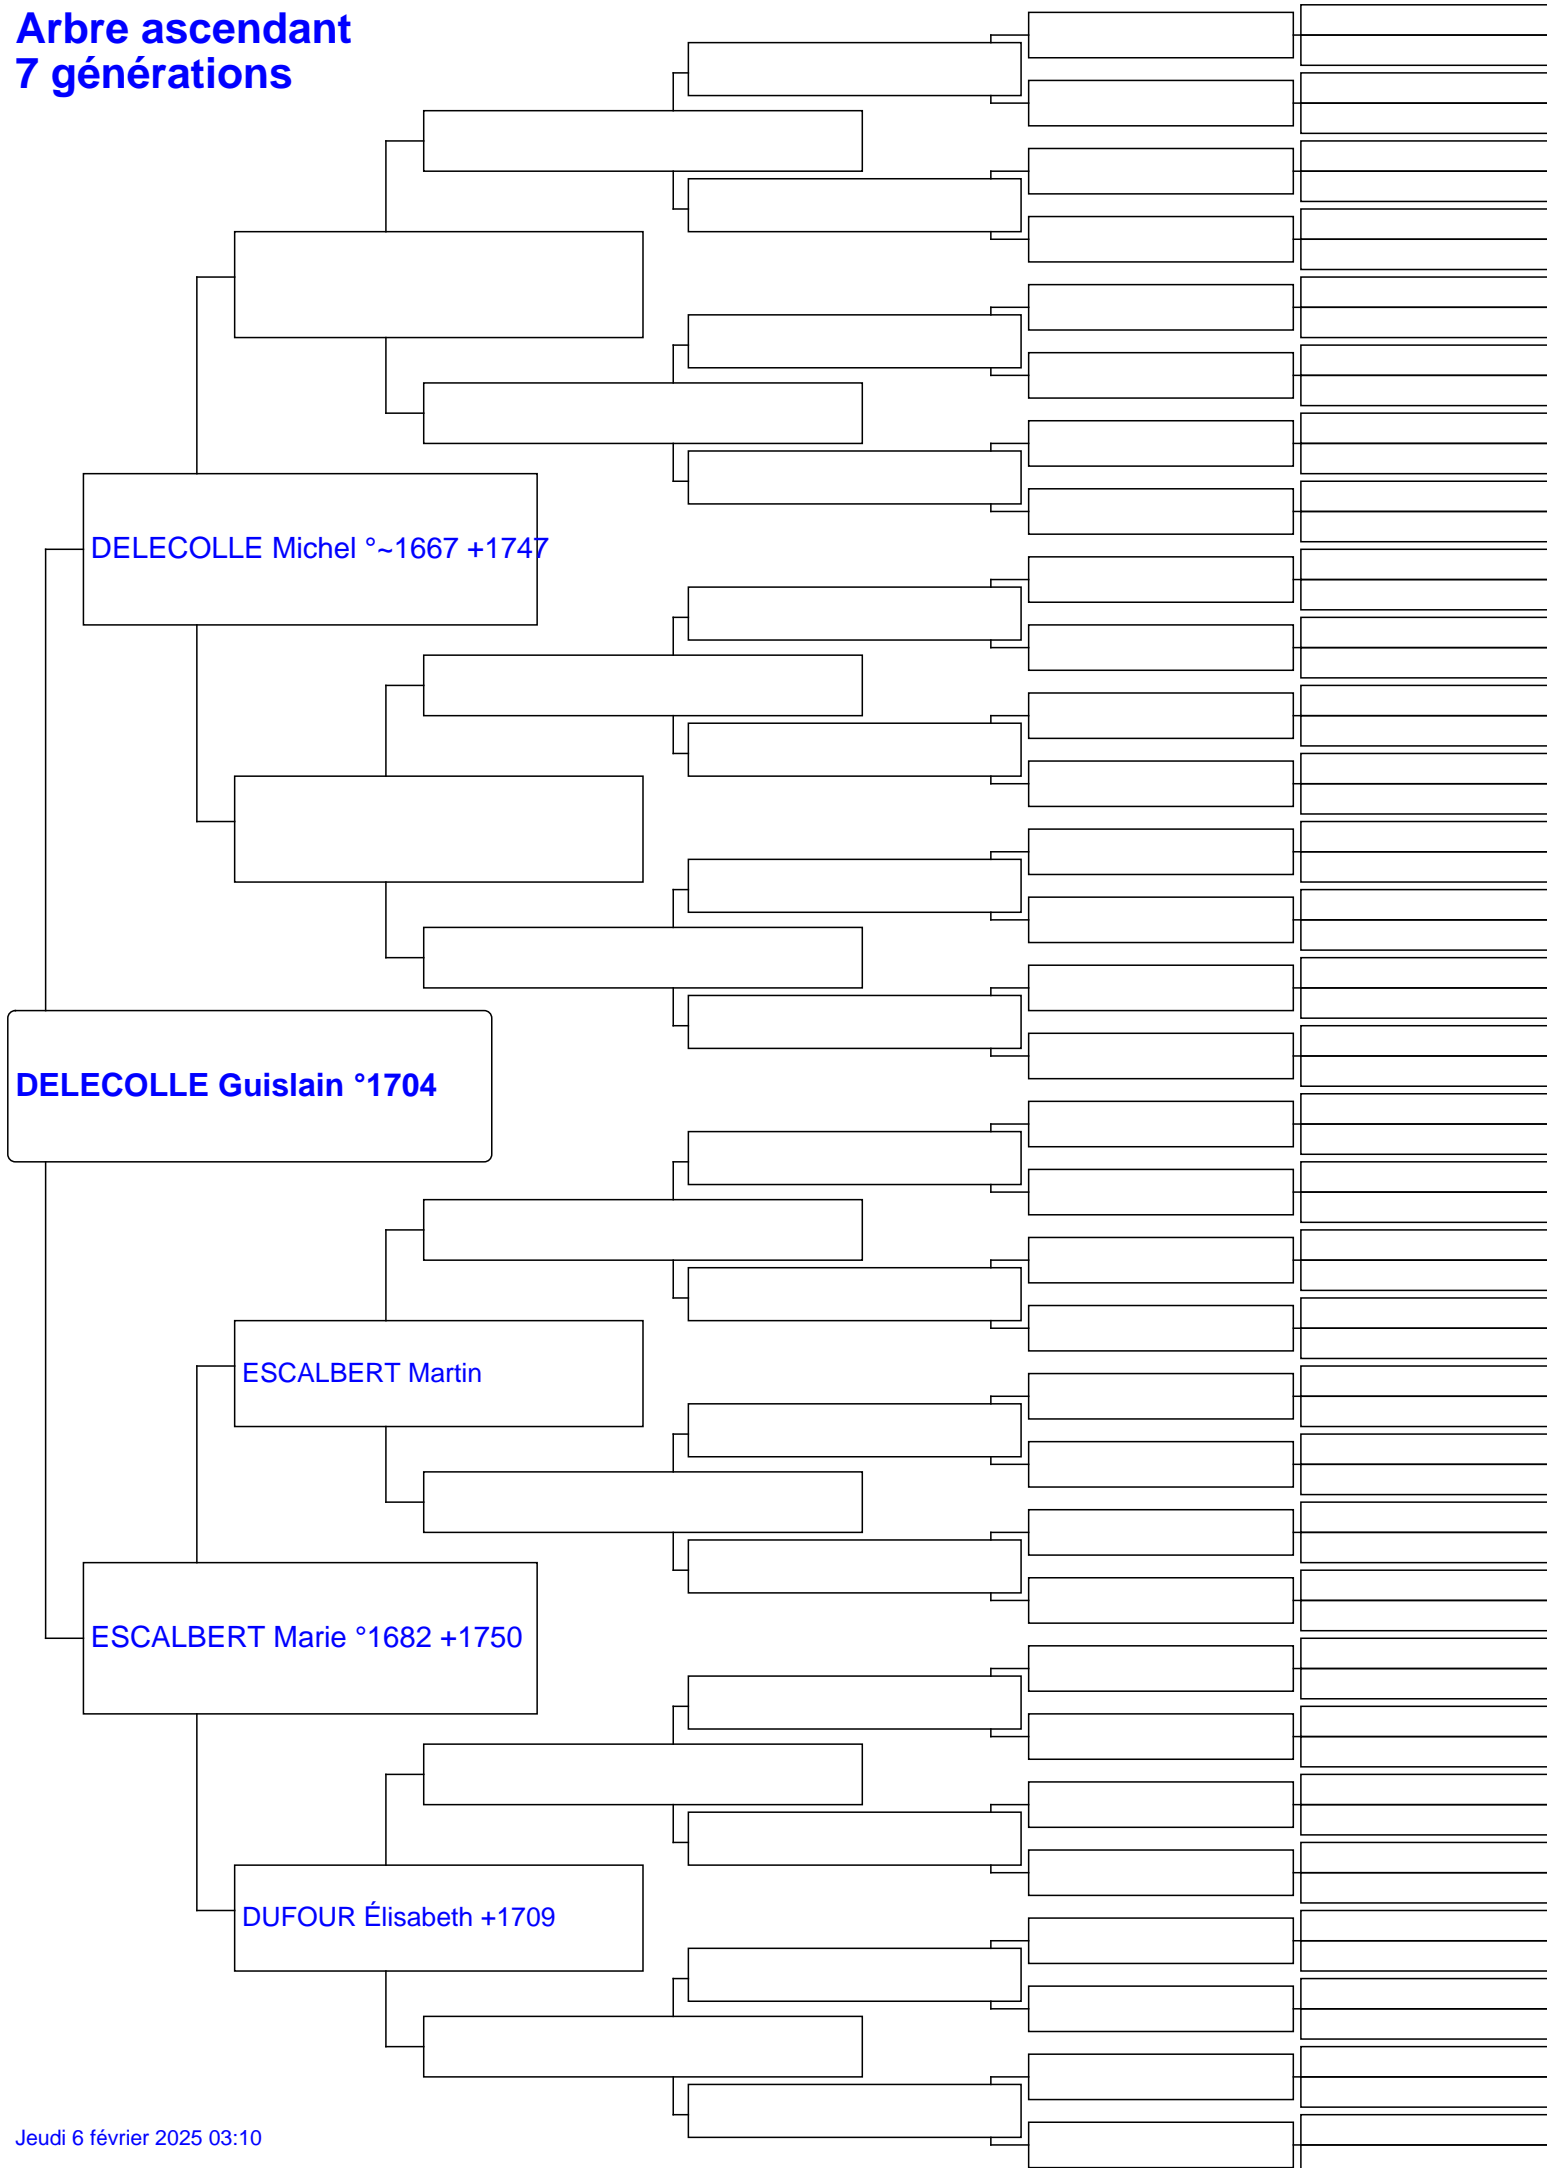 Arbre ascendant
7 générations
DELECOLLE Michel °~1667 +1747
DELECOLLE Guislain °1704
ESCALBERT Martin
ESCALBERT Marie °1682 +1750
DUFOUR Élisabeth +1709
Jeudi 6 février 2025 03:10